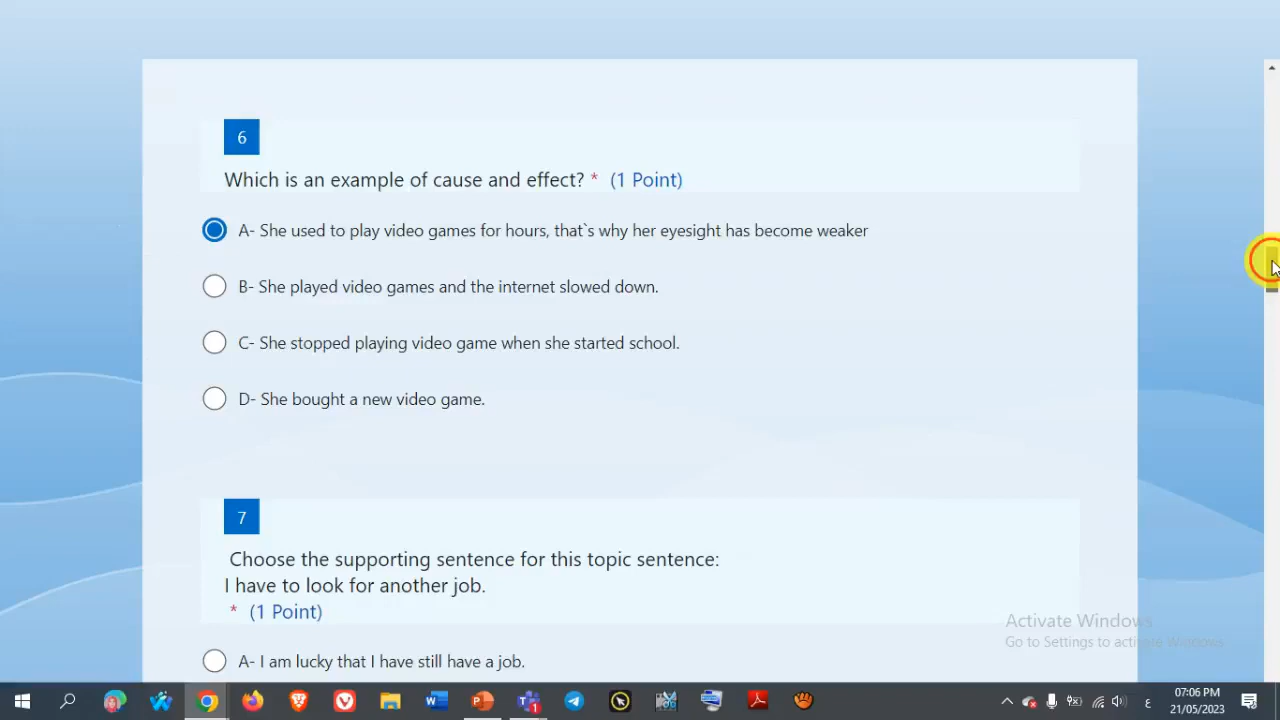 6
Which is an example of cause and effect? * (1 Point)
A- She used to play video games for hours, that`s why her eyesight has become weaker
B- She played video games and the internet slowed down.
C- She stopped playing video game when she started school.
D- She bought a new video game.
7
Choose the supporting sentence for this topic sentence:
I have to look for another job.
* (1 Point)
A- I am lucky that I have still have a job.
Activate Windows
Go to Settings to activate Windows
07:06 PM
ع
21/05/2023